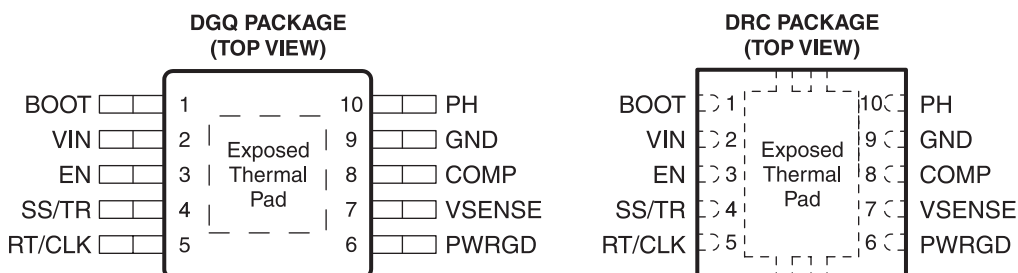 DGQ PACKAGE
(TOP VIEW)
BOOT 1 10 PH
VIN 2 9 GND
EN 3 8 COMP
SS/TR 4 7 VSENSE
RT/CLK 5 6 PWRGD
Exposed
Thermal
Pad
DRC PACKAGE
(TOP VIEW)
BOOT 1 10 PH
VIN 2 9 GND
EN 3 8 COMP
SS/TR 4 7 VSENSE
RT/CLK 5 6 PWRGD
Exposed
Thermal
Pad